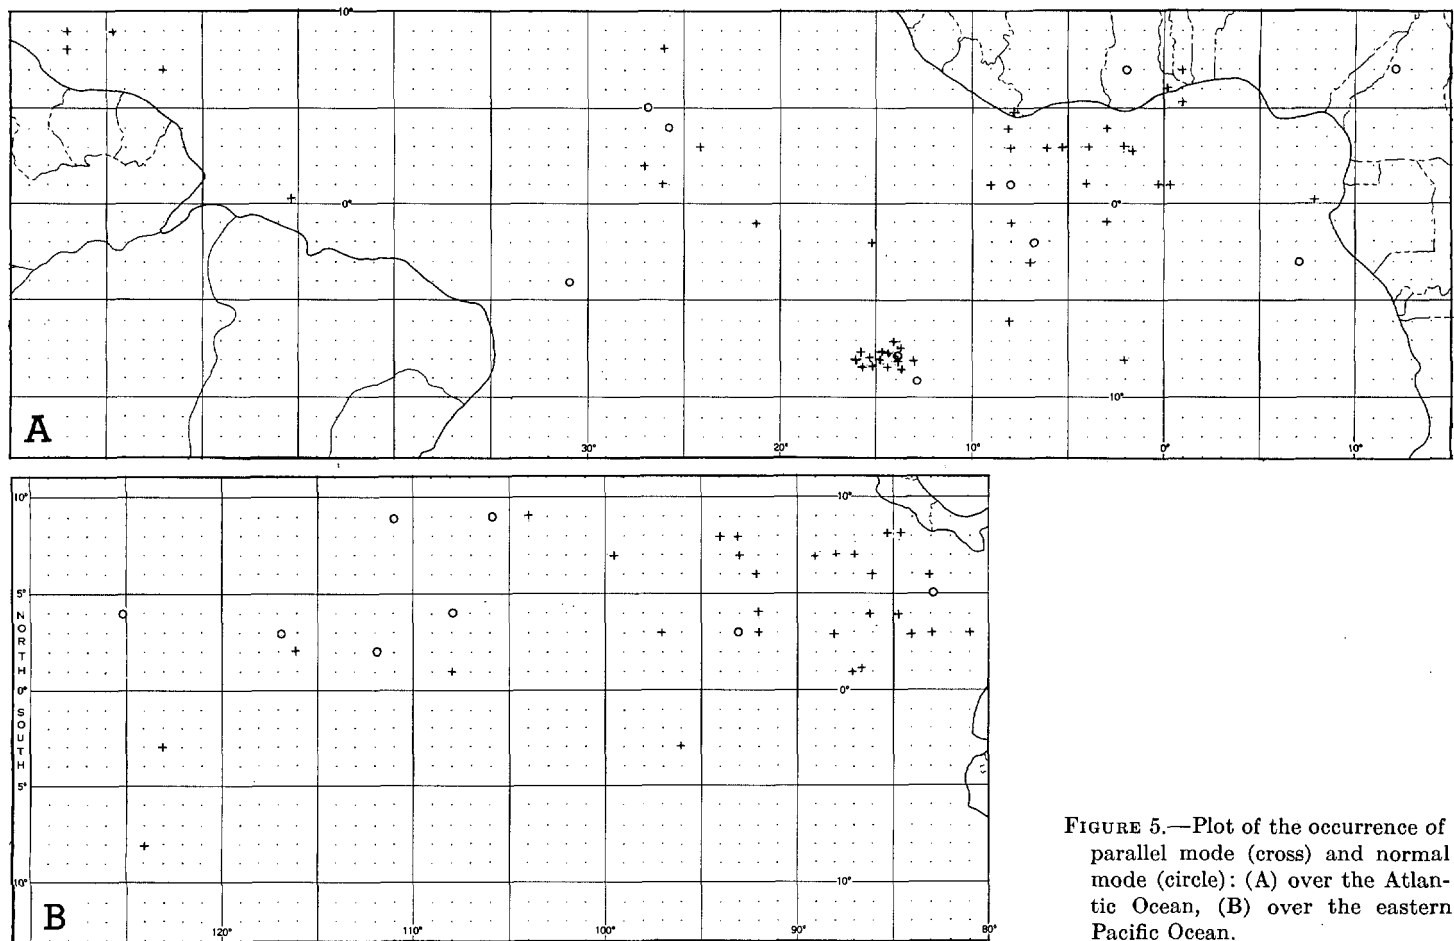 10°
0°
10°
30°
20°
10°
0°
10°
A
10°
10°
5°
NORTH
0°
0°
SOUTH
5°
10°
10°
120°
110°
100°
90°
80°
B
FIGURE 5.—Plot of the occurrence of
parallel mode (cross) and normal
mode (circle): (A) over the Atlan-
tic Ocean, (B) over the eastern
Pacific Ocean.